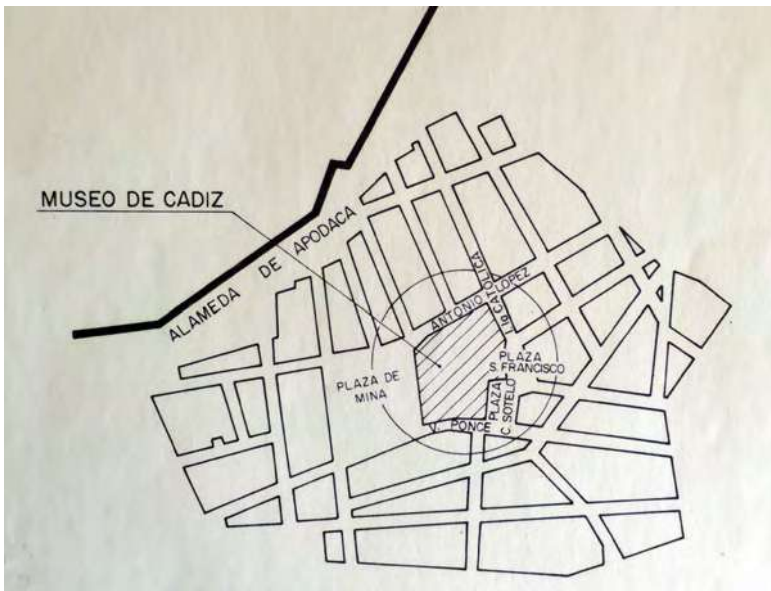 MUSEO DE CADIZ
ALAMEDA DE APODACA
ANTONIO LOPEZ
I. CATOLICA
PLAZA
S. FRANCISCO
PLAZA DE
MINA
PLAZA
C. SOTELO
V. PONCE